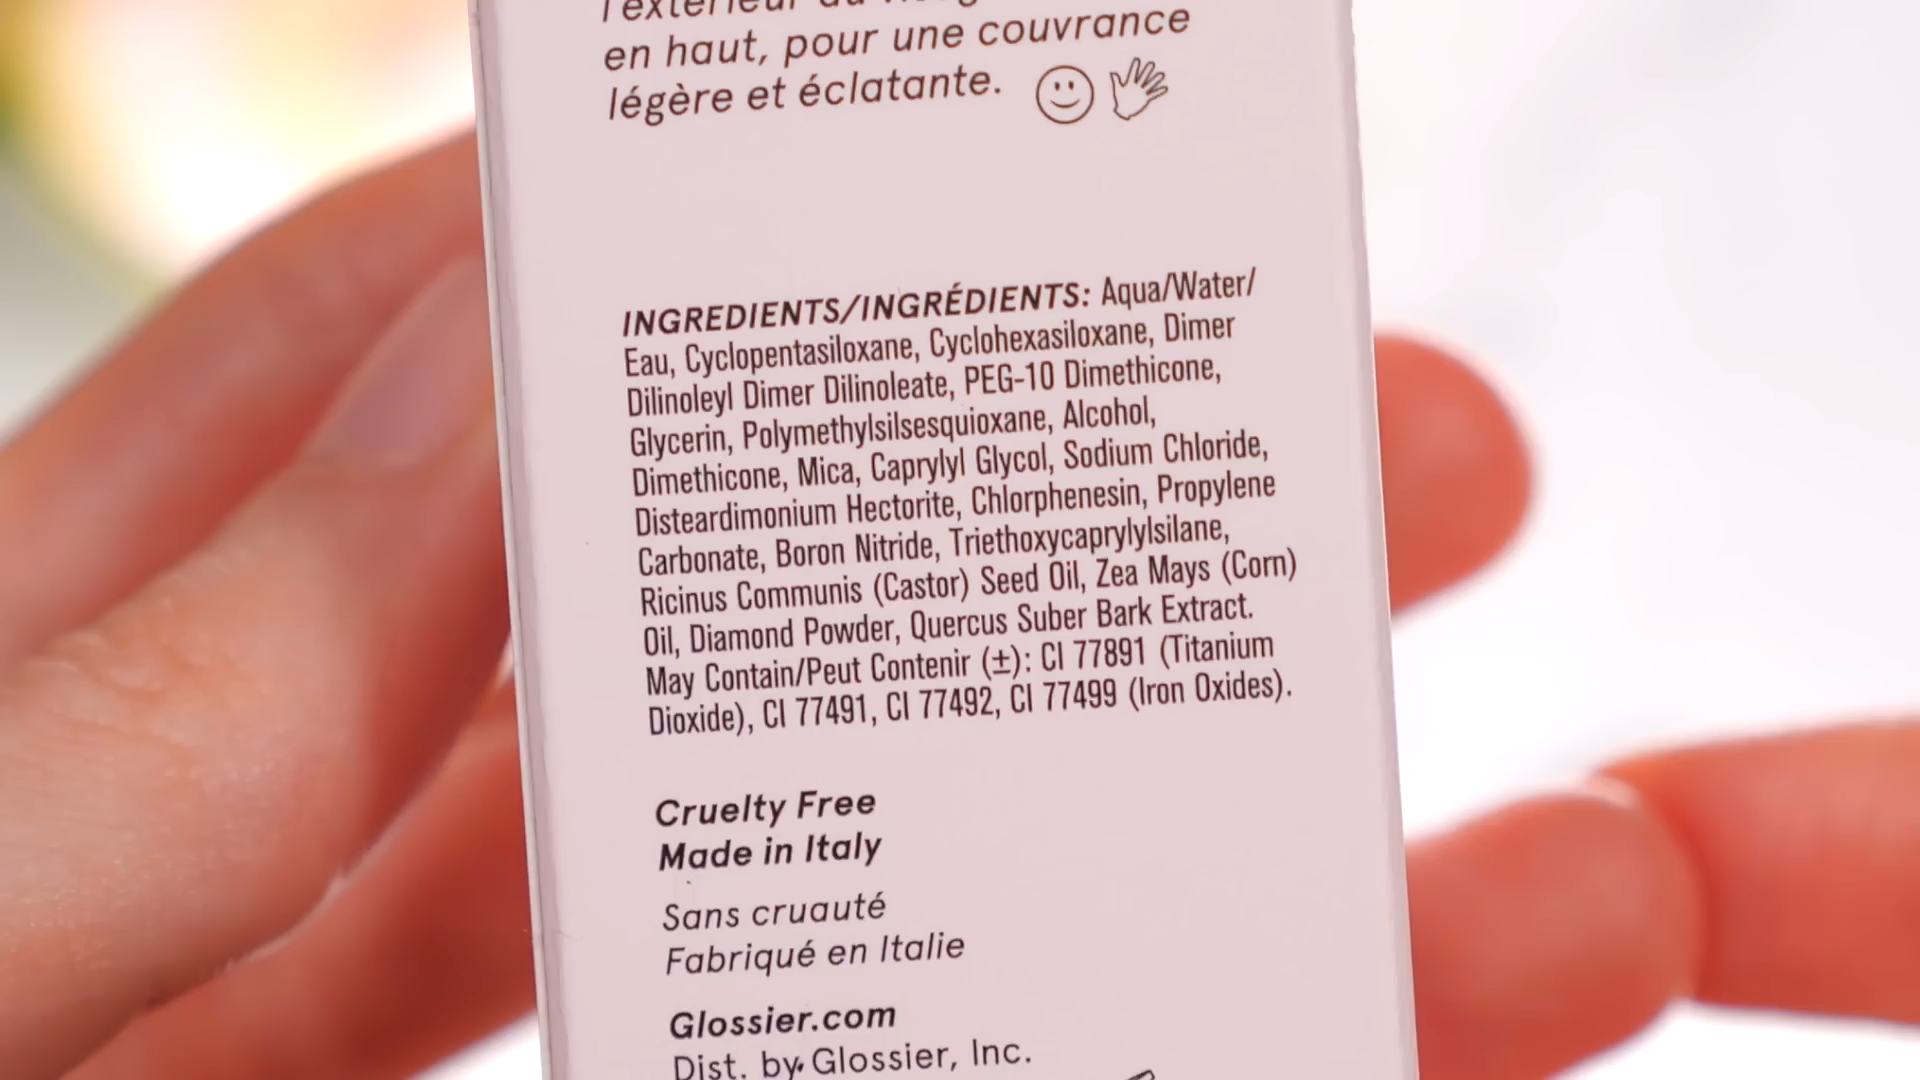 l'extérieur du
en haut, pour une couvrance
légère et éclatante.
INGREDIENTS/INGRÉDIENTS: Aqua/Water/
Eau, Cyclopentasiloxane, Cyclohexasiloxane, Dimer
Dilinoleyl Dimer Dilinoleate, PEG-10 Dimethicone,
Glycerin, Polymethylsilsesquioxane, Alcohol,
Dimethicone, Mica, Caprylyl Glycol, Sodium Chloride,
Disteardimonium Hectorite, Chlorphenesin, Propylene
Carbonate, Boron Nitride, Triethoxycaprylylsilane,
Ricinus Communis (Castor) Seed Oil, Zea Mays (Corn)
Oil, Diamond Powder, Quercus Suber Bark Extract.
May Contain/Peut Contenir (±): CI 77891 (Titanium
Dioxide), CI 77491, CI 77492, CI 77499 (Iron Oxides).
Cruelty Free
Made in Italy
Sans cruauté
Fabriqué en Italie
Glossier.com
Dist. by Glossier, Inc.